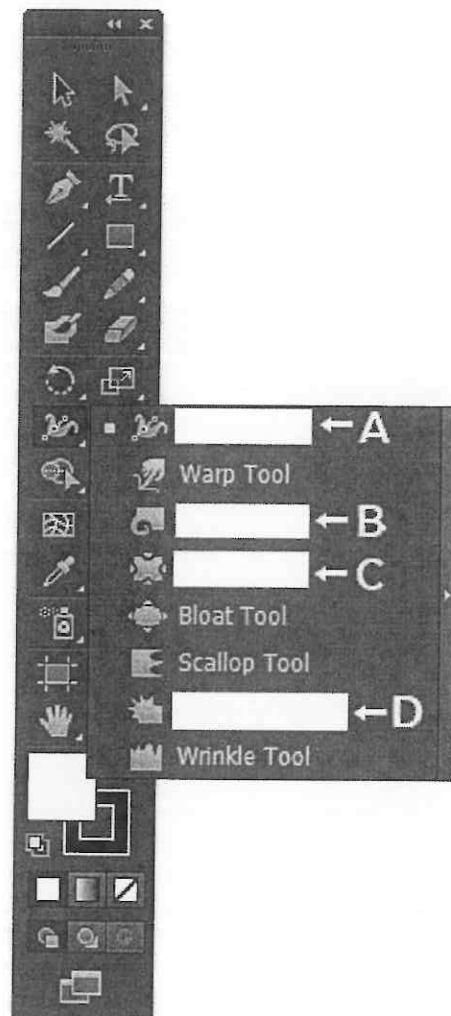 ←A
Warp Tool
←B
←C
Bloat Tool
Scallop Tool
←D
Wrinkle Tool